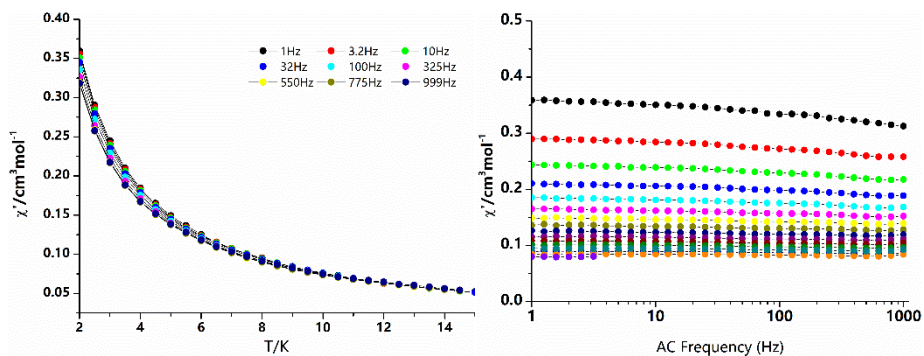 0.40
0.35
0.30
0.25
0.20
0.15
0.10
0.05
χ'/cm³mol⁻¹
1Hz 3.2Hz 10Hz
32Hz 100Hz 325Hz
550Hz 775Hz 999Hz
2 4 6 8 10 12 14
T/K
0.5
0.4
0.3
0.2
0.1
0.0
χ'/cm³mol⁻¹
1 10 100 1000
AC Frequency (Hz)